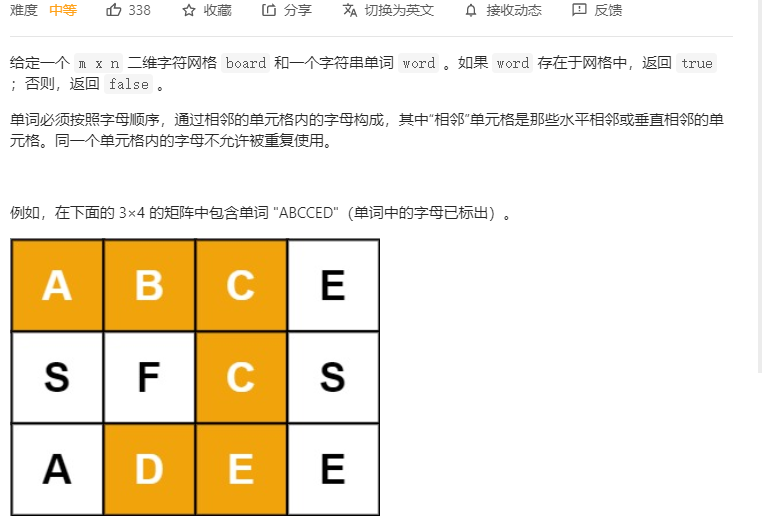 难度 中等 338 收藏 分享 切换为英文 接收动态 反馈
给定一个 m x n 二维字符网格 board 和一个字符串单词 word 。如果 word 存在于网格中，返回 true
；否则，返回 false 。
单词必须按照字母顺序，通过相邻的单元格内的字母构成，其中“相邻”单元格是那些水平相邻或垂直相邻的单
元格。同一个单元格内的字母不允许被重复使用。
例如，在下面的 3×4 的矩阵中包含单词 "ABCCED"（单词中的字母已标出）。
A B C E
S F C S
A D E E